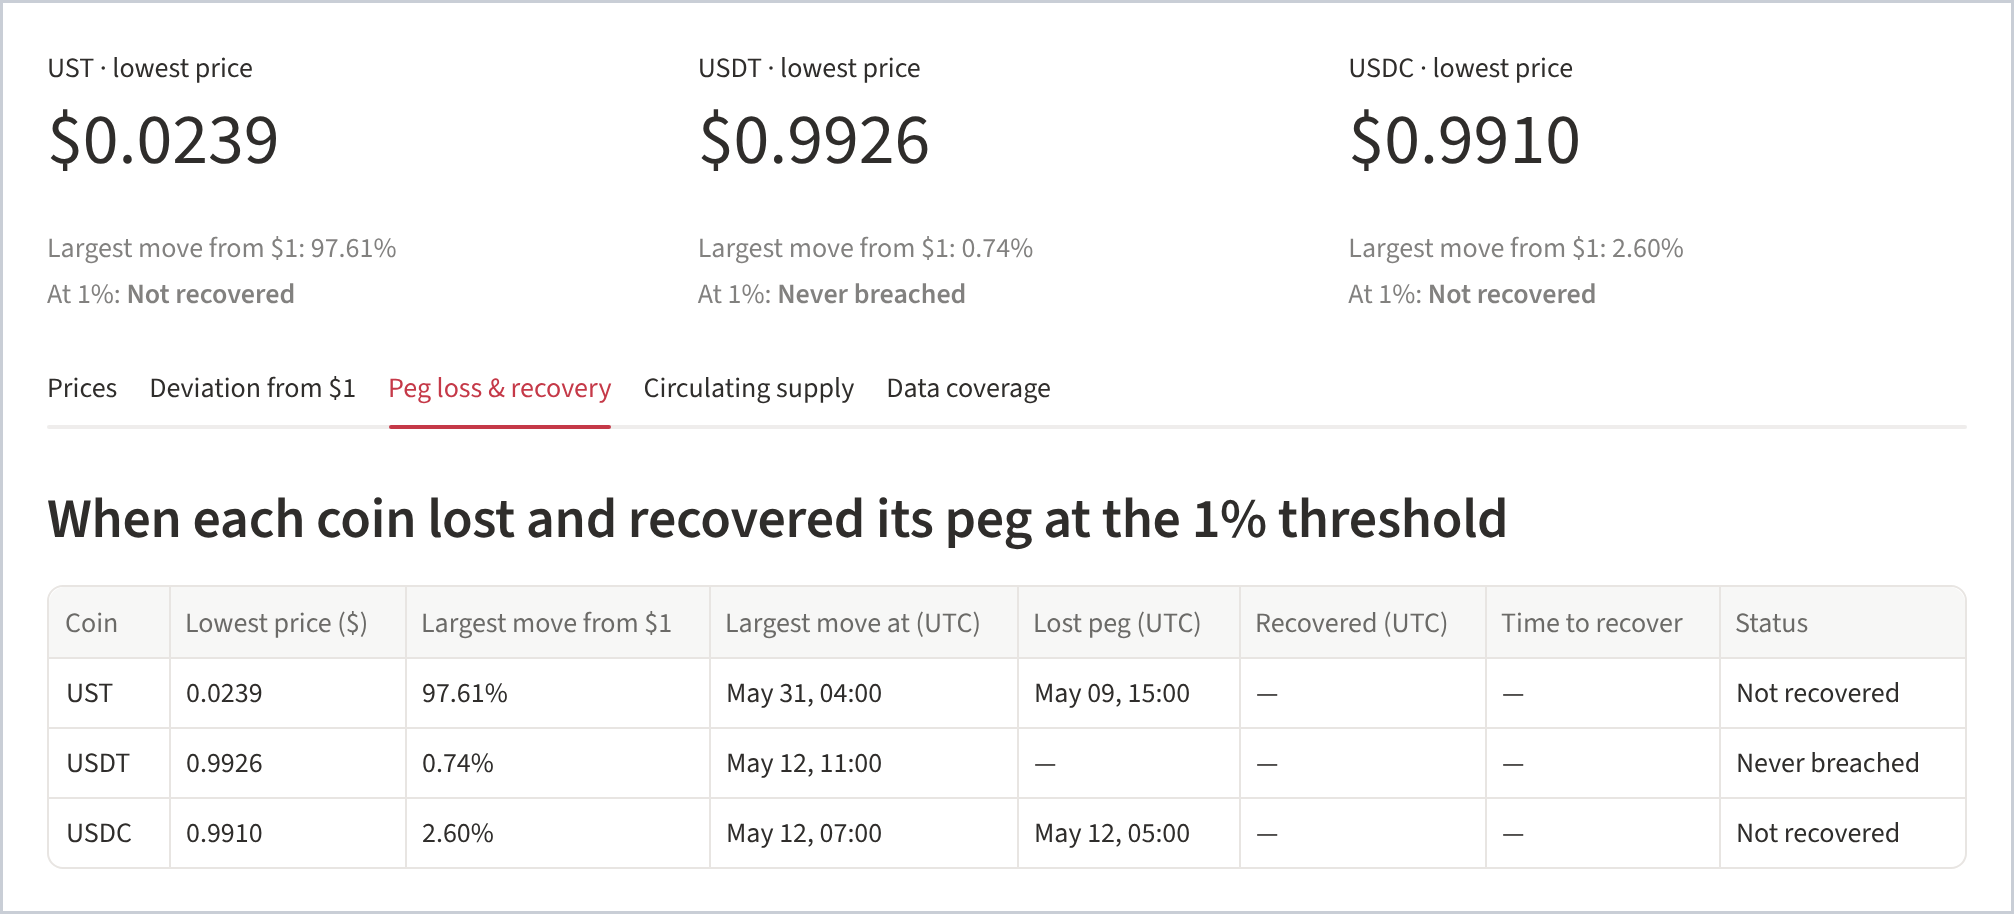 UST · lowest price
$0.0239
Largest move from $1: 97.61%
At 1%: Not recovered
USDT · lowest price
$0.9926
Largest move from $1: 0.74%
At 1%: Never breached
USDC · lowest price
$0.9910
Largest move from $1: 2.60%
At 1%: Not recovered
Prices Deviation from $1 Peg loss & recovery Circulating supply Data coverage
When each coin lost and recovered its peg at the 1% threshold
Coin Lowest price ($) Largest move from $1 Largest move at (UTC) Lost peg (UTC) Recovered (UTC) Time to recover Status
UST 0.0239 97.61% May 31, 04:00 May 09, 15:00 — — Not recovered
USDT 0.9926 0.74% May 12, 11:00 — — — Never breached
USDC 0.9910 2.60% May 12, 07:00 May 12, 05:00 — — Not recovered